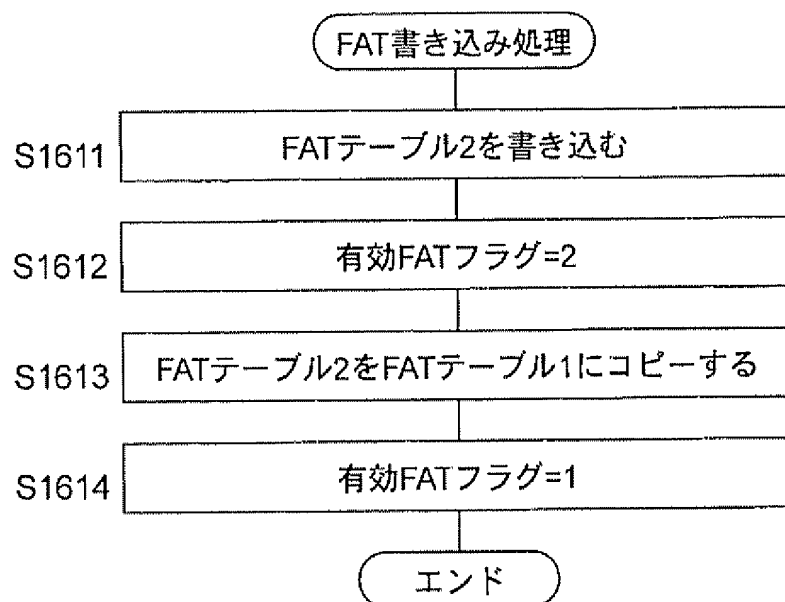 FAT書き込み処理
S1611
FATテーブル2を書き込む
S1612
有効FATフラグ=2
S1613
FATテーブル2をFATテーブル1にコピーする
S1614
有効FATフラグ=1
エンド